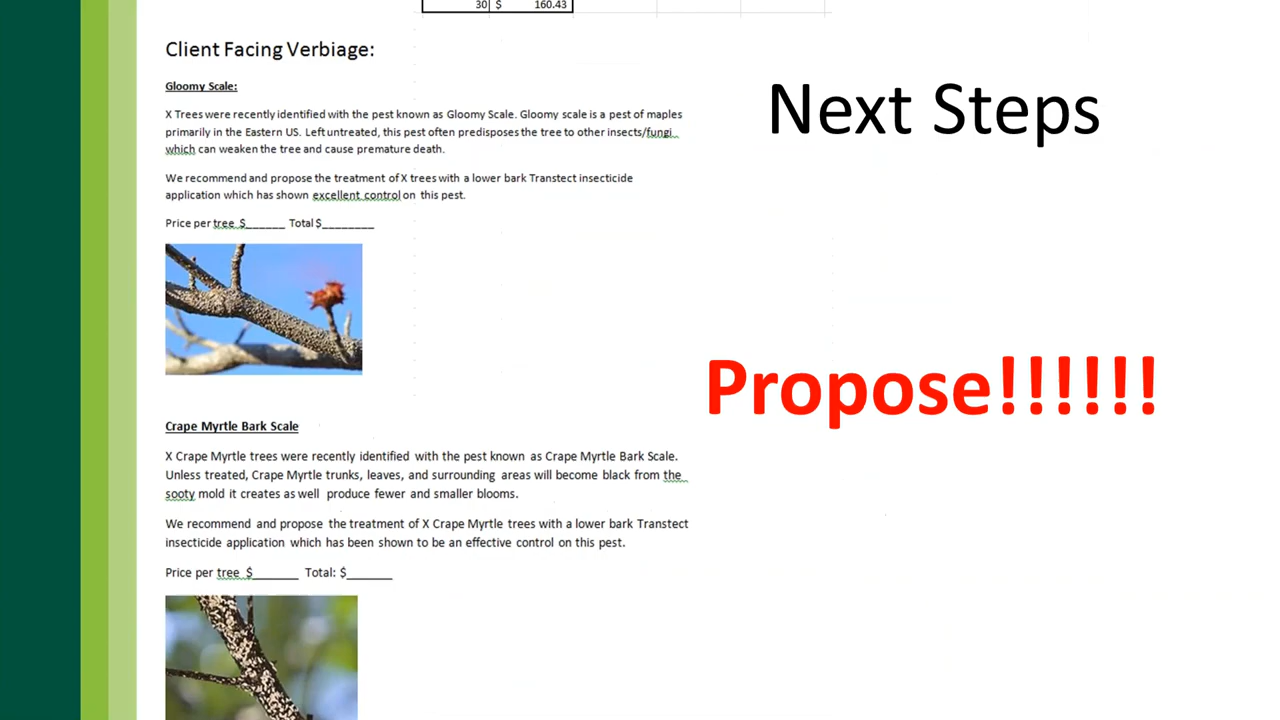 30 $ 160.43
Client Facing Verbiage:
Gloomy Scale:
X Trees were recently identified with the pest known as Gloomy Scale. Gloomy scale is a pest of maples
primarily in the Eastern US. Left untreated, this pest often predisposes the tree to other insects/fungi
which can weaken the tree and cause premature death.
We recommend and propose the treatment of X trees with a lower bark Transtect insecticide
application which has shown excellent control on this pest.
Price per tree $______ Total $________
Crape Myrtle Bark Scale
X Crape Myrtle trees were recently identified with the pest known as Crape Myrtle Bark Scale.
Unless treated, Crape Myrtle trunks, leaves, and surrounding areas will become black from the
sooty mold it creates as well produce fewer and smaller blooms.
We recommend and propose the treatment of X Crape Myrtle trees with a lower bark Transtect
insecticide application which has been shown to be an effective control on this pest.
Price per tree $_______ Total: $_______
Next Steps
Propose!!!!!!